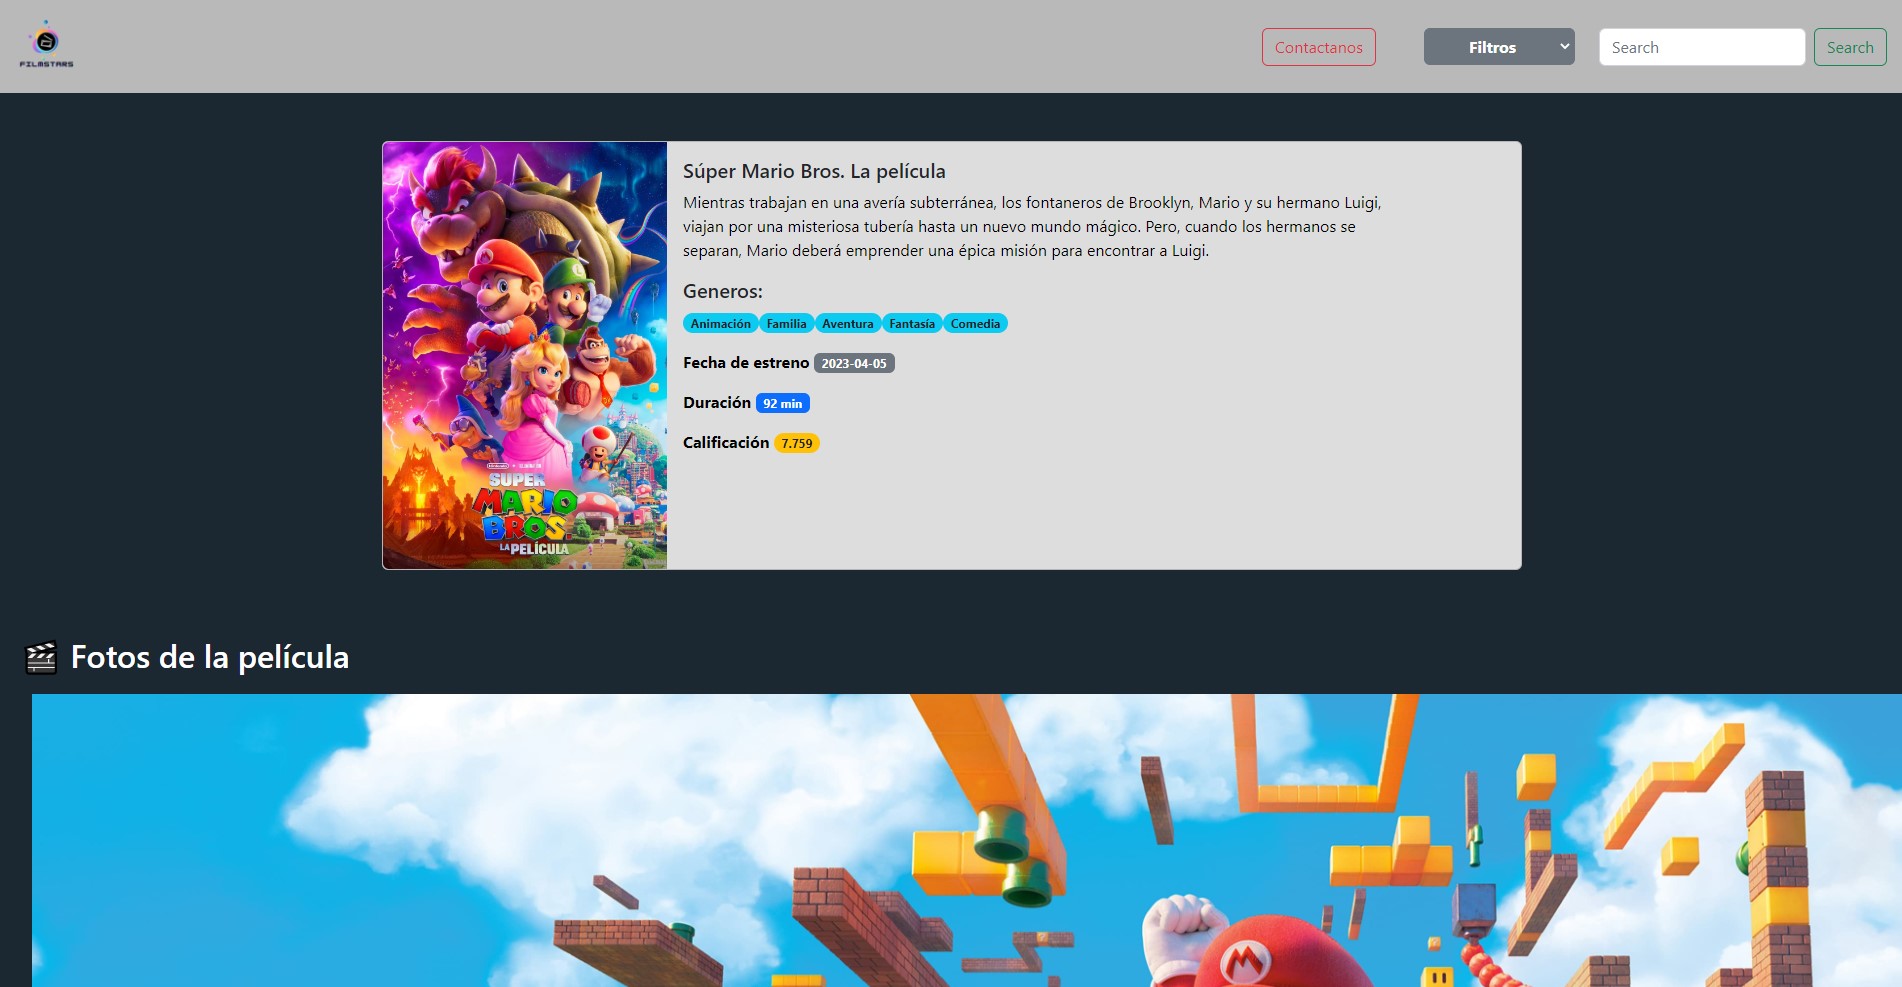 FILMSTARS
Contactanos
Filtros
Search
Search
Súper Mario Bros. La película
Mientras trabajan en una avería subterránea, los fontaneros de Brooklyn, Mario y su hermano Luigi,
viajan por una misteriosa tubería hasta un nuevo mundo mágico. Pero, cuando los hermanos se
separan, Mario deberá emprender una épica misión para encontrar a Luigi.
Generos:
Animación Familia Aventura Fantasía Comedia
Fecha de estreno 2023-04-05
Duración 92 min
Calificación 7.759
SUPER
MARIO
BROS.
LA PELÍCULA
Fotos de la película
M